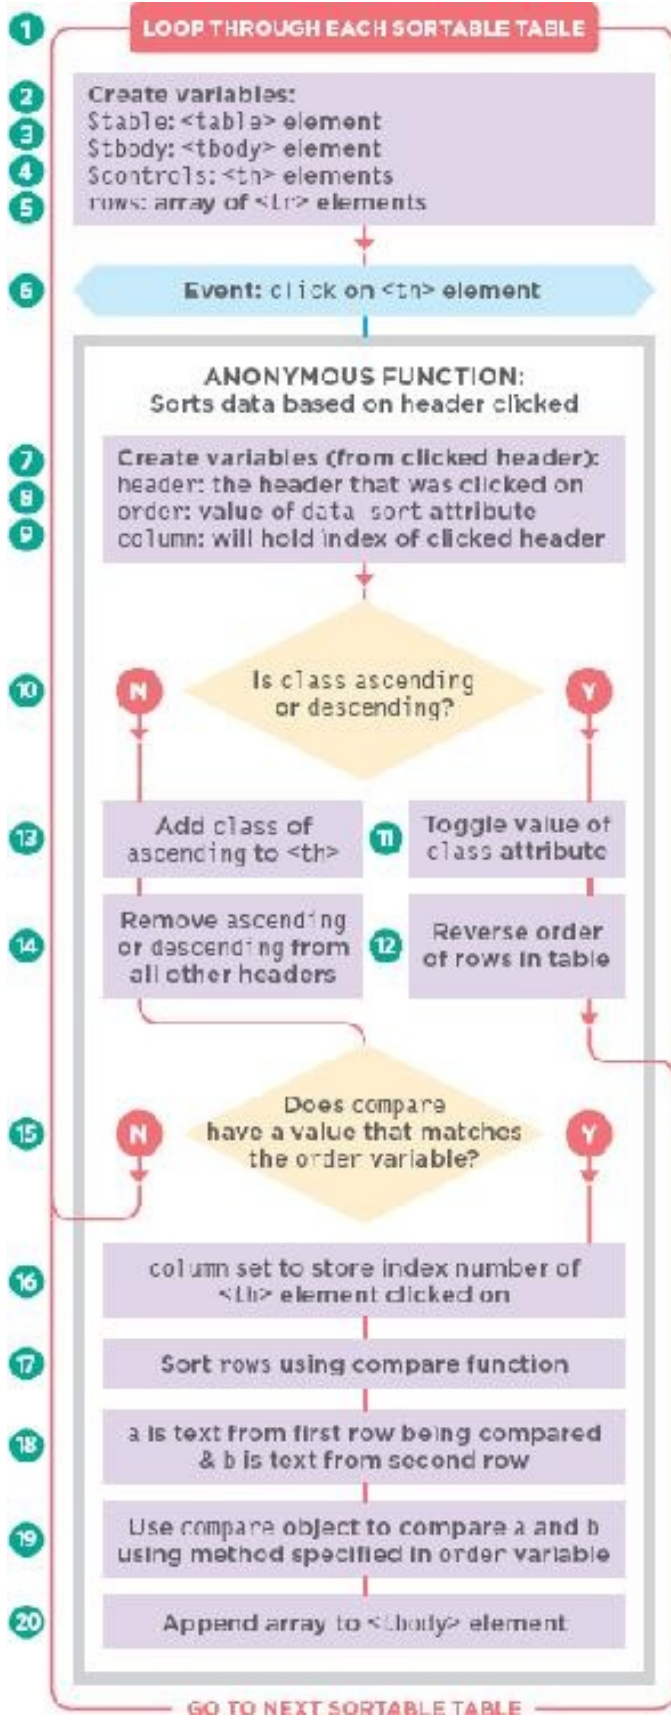 1 LOOP THROUGH EACH SORTABLE TABLE
2 Create variables:
3 $table: <table> element
$tbody: <tbody> element
4 $controls: <th> elements
5 rows: array of <tr> elements
6 Event: click on <th> element
ANONYMOUS FUNCTION:
Sorts data based on header clicked
7 Create variables (from clicked header):
header: the header that was clicked on
8 order: value of data sort attribute
9 column: will hold index of clicked header
10 N Is class ascending Y
or descending?
13 Add class of
ascending to <th>
11 Toggle value of
class attribute
14 Remove ascending
or descending from
all other headers
12 Reverse order
of rows in table
Does compare
15 N have a value that matches Y
the order variable?
16 column set to store index number of
<th> element clicked on
17 Sort rows using compare function
18 a is text from first row being compared
& b is text from second row
19 Use compare object to compare a and b
using method specified in order variable
20 Append array to <tbody> element
GO TO NEXT SORTABLE TABLE